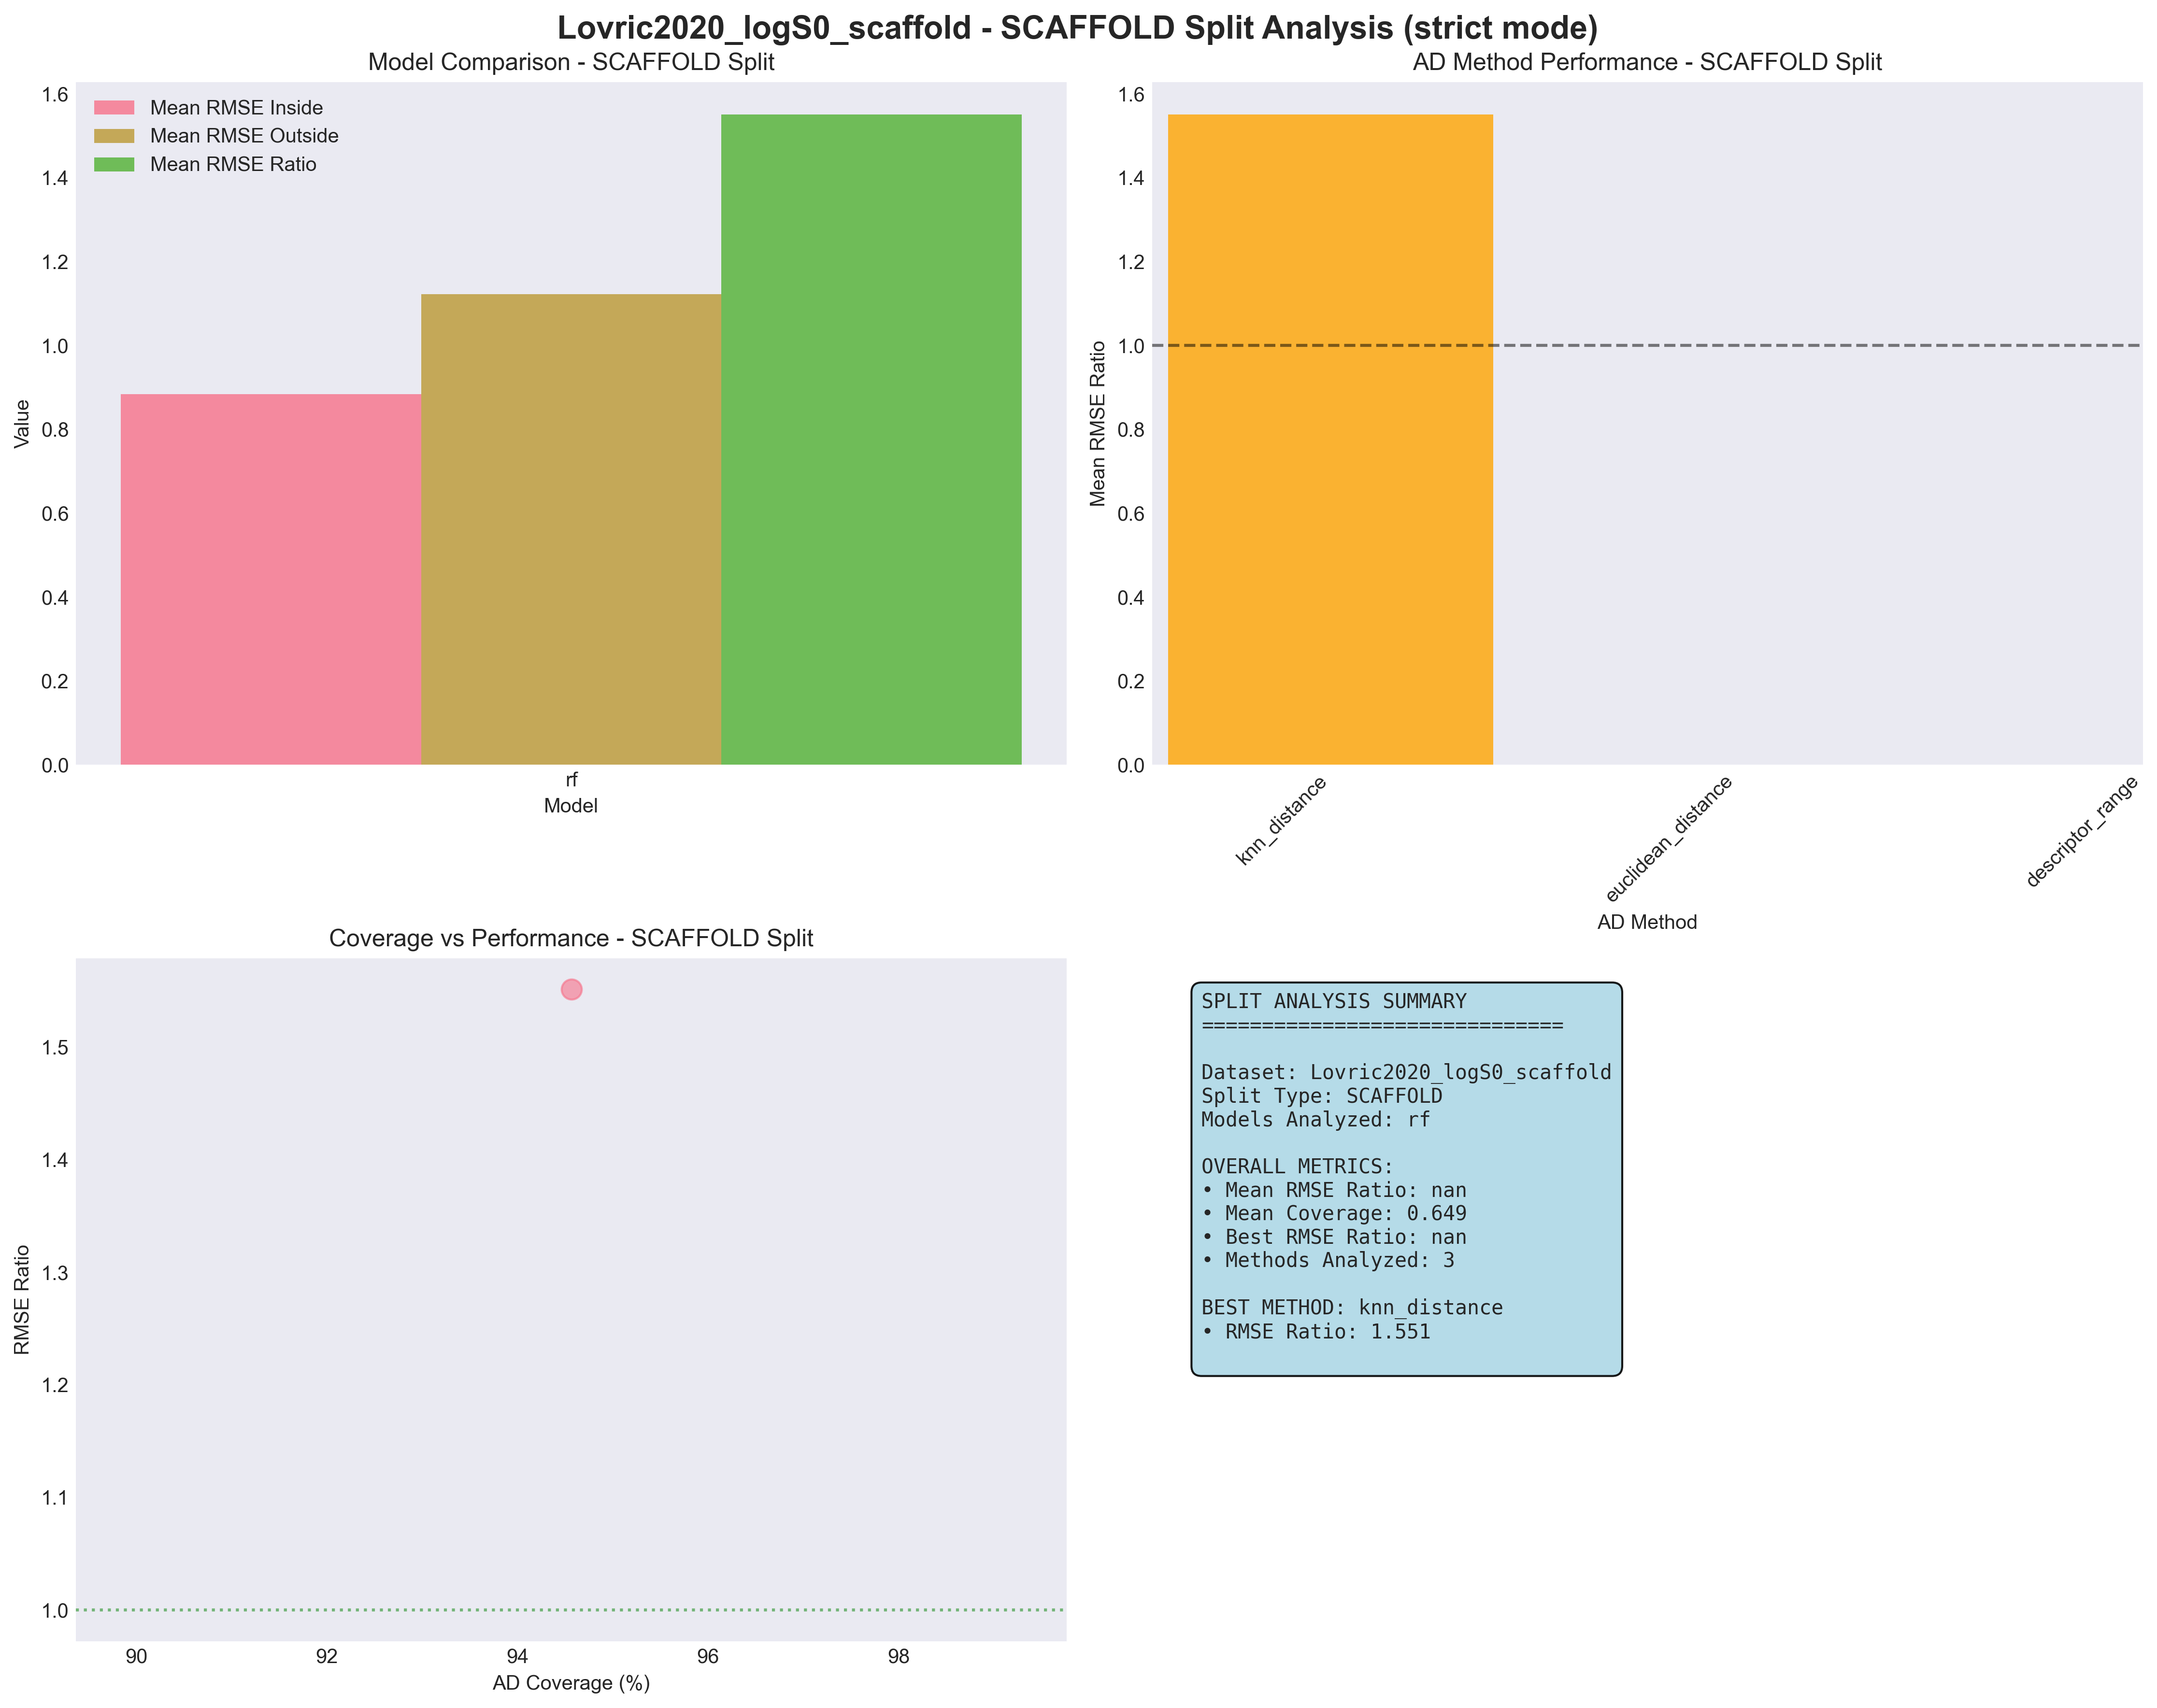 Lovric2020_logS0_scaffold - SCAFFOLD Split Analysis (strict mode)
Model Comparison - SCAFFOLD Split
Mean RMSE Inside
Mean RMSE Outside
Mean RMSE Ratio
1.6
1.4
1.2
1.0
0.8
0.6
0.4
0.2
0.0
Value
rf
Model
AD Method Performance - SCAFFOLD Split
1.6
1.4
1.2
1.0
0.8
0.6
0.4
0.2
0.0
Mean RMSE Ratio
knn_distance
euclidean_distance
descriptor_range
AD Method
Coverage vs Performance - SCAFFOLD Split
1.5
1.4
1.3
1.2
1.1
1.0
RMSE Ratio
90
92
94
96
98
AD Coverage (%)
SPLIT ANALYSIS SUMMARY
==============================
Dataset: Lovric2020_logS0_scaffold
Split Type: SCAFFOLD
Models Analyzed: rf
OVERALL METRICS:
• Mean RMSE Ratio: nan
• Mean Coverage: 0.649
• Best RMSE Ratio: nan
• Methods Analyzed: 3
BEST METHOD: knn_distance
• RMSE Ratio: 1.551